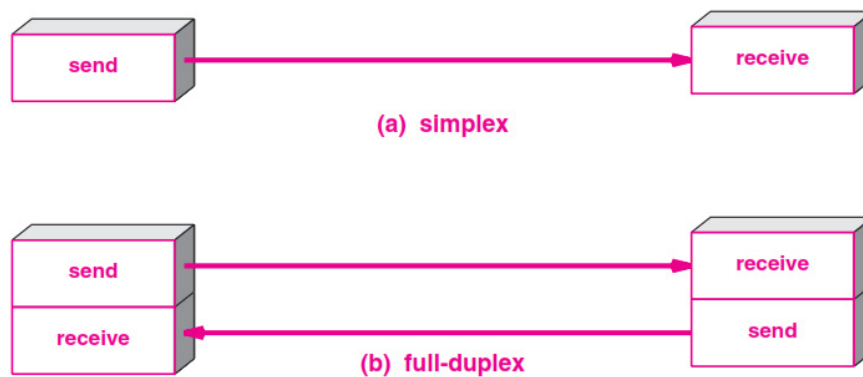 send
receive
(a) simplex
send
receive
receive
send
(b) full-duplex